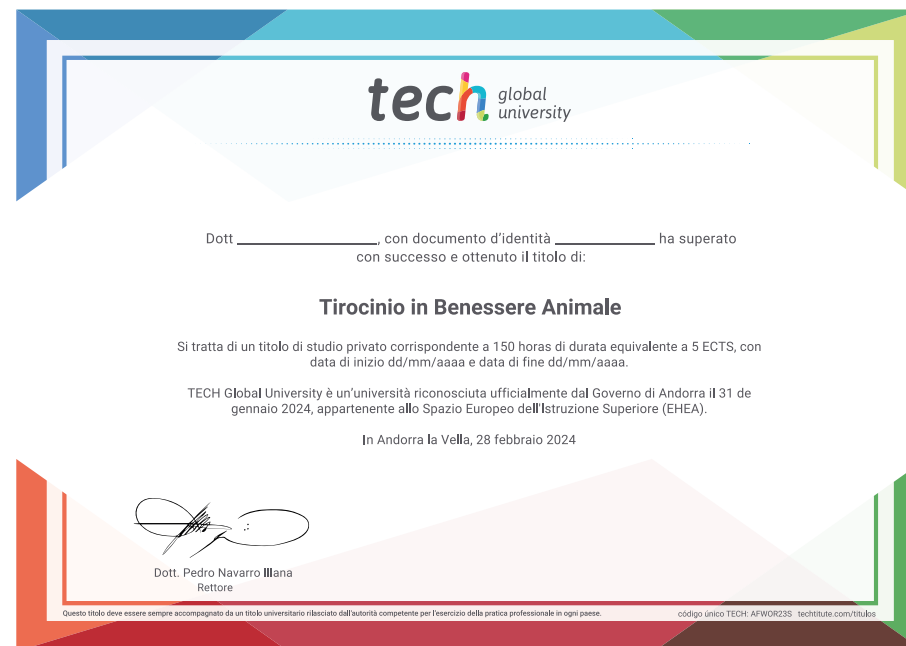 tech global university
Dott ____________, con documento d'identità ____________ ha superato
con successo e ottenuto il titolo di:
Tirocinio in Benessere Animale
Si tratta di un titolo di studio privato corrispondente a 150 horas di durata equivalente a 5 ECTS, con
data di inizio dd/mm/aaaa e data di fine dd/mm/aaaa.
TECH Global University è un'università riconosciuta ufficialmente dal Governo di Andorra il 31 de
gennaio 2024, appartenente allo Spazio Europeo dell'Istruzione Superiore (EHEA).
In Andorra la Vella, 28 febbraio 2024
Dott. Pedro Navarro Illana
Rettore
Questo titolo deve essere sempre accompagnato da un titolo universitario rilasciato dall'autorità competente per l'esercizio della pratica professionale in ogni paese.
código único TECH: AFWOR23S techtitute.com/titulos